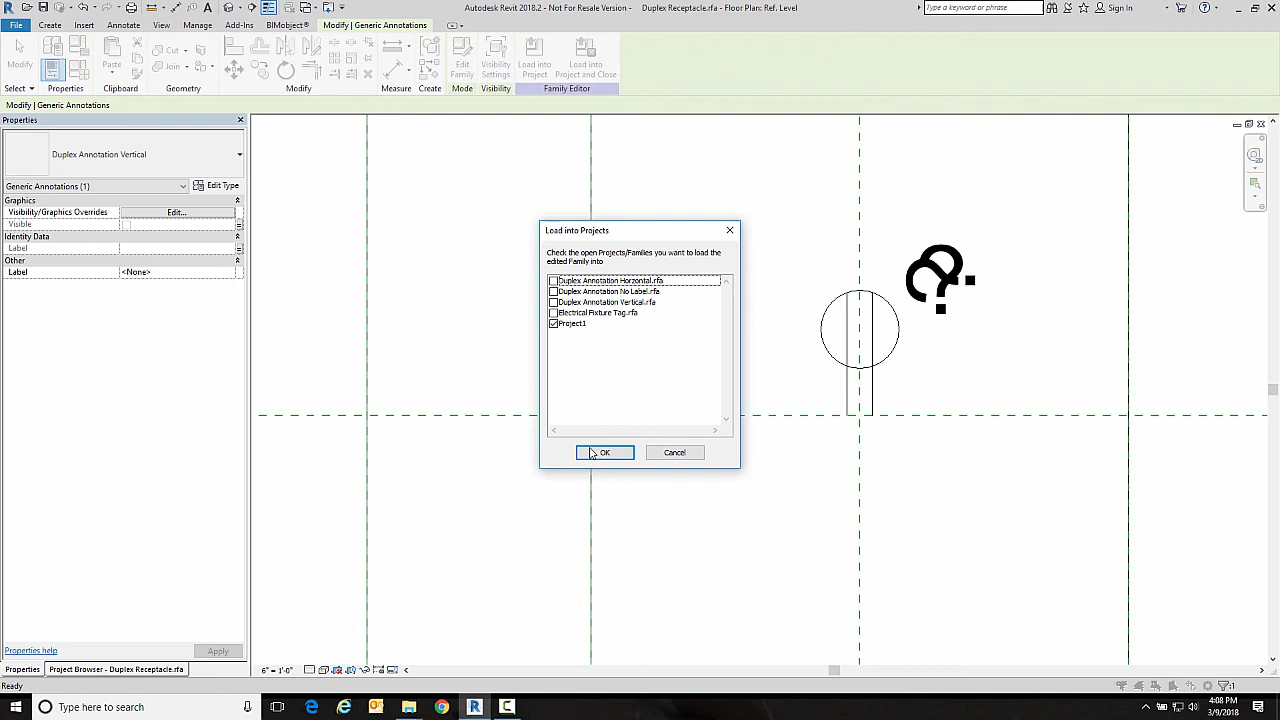 Autodesk Revit 2018.2 - Not For Resale Version - Duplex Receptacle.rfa - Floor Plan: Ref. Level
Type a keyword or phrase
Sign In
File Create Insert Annotate View Manage Add-Ins BIMobject® Modify | Generic Annotations
Modify
Paste
Cut
Join
Edit
Family
Visibility
Settings
Load into
Project
Load into
Project and Close
Select Properties Clipboard Geometry Modify Measure Create Mode Visibility Family Editor
Modify | Generic Annotations
Properties
Duplex Annotation Vertical
Generic Annotations (1)
Edit Type
Graphics
Visibility/Graphics Overrides
Edit...
Visible
Identity Data
Label
Other
Label
<None>
Load into Projects
Check the open Projects/Families you want to load the
edited Family into
Duplex Annotation Horizontal.rfa
Duplex Annotation No Label.rfa
Duplex Annotation Vertical.rfa
Electrical Fixture Tag.rfa
Project1
OK
Cancel
?
?
Properties help
Apply
Properties
Project Browser - Duplex Receptacle.rfa
6" = 1'-0"
Ready
:1
Type here to search
4:08 PM
3/9/2018